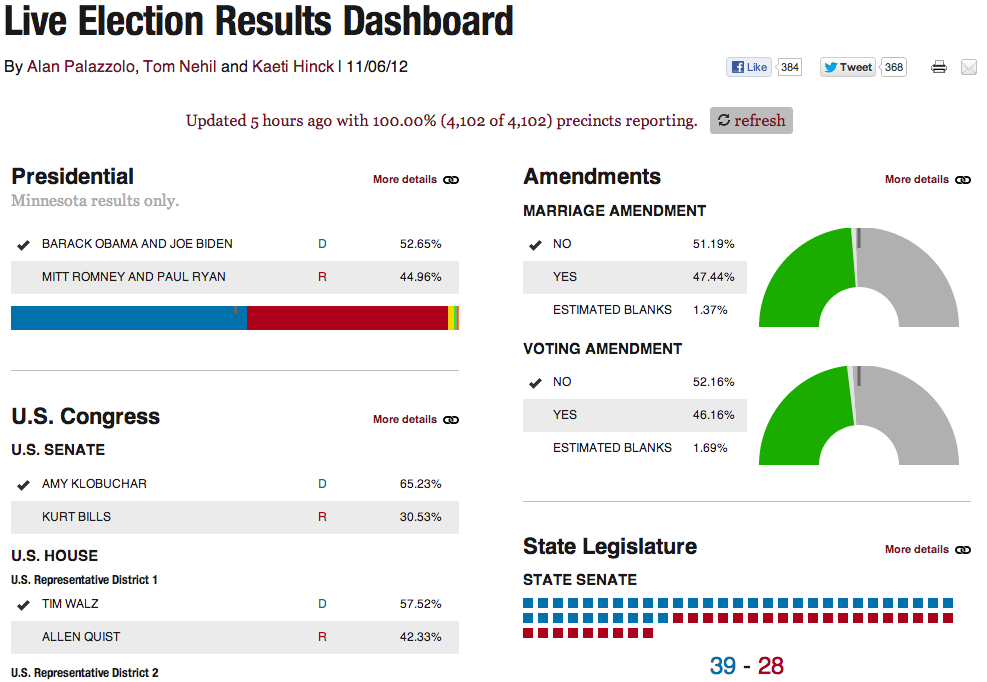 Live Election Results Dashboard
By Alan Palazzolo, Tom Nehil and Kaeti Hinck | 11/06/12
Like 384 Tweet 368
Updated 5 hours ago with 100.00% (4,102 of 4,102) precincts reporting. refresh
Presidential More details
Minnesota results only.
BARACK OBAMA AND JOE BIDEN D 52.65%
MITT ROMNEY AND PAUL RYAN R 44.96%
U.S. Congress More details
U.S. SENATE
AMY KLOBUCHAR D 65.23%
KURT BILLS R 30.53%
U.S. HOUSE
U.S. Representative District 1
TIM WALZ D 57.52%
ALLEN QUIST R 42.33%
U.S. Representative District 2
Amendments More details
MARRIAGE AMENDMENT
NO 51.19%
YES 47.44%
ESTIMATED BLANKS 1.37%
VOTING AMENDMENT
NO 52.16%
YES 46.16%
ESTIMATED BLANKS 1.69%
State Legislature More details
STATE SENATE
39 - 28